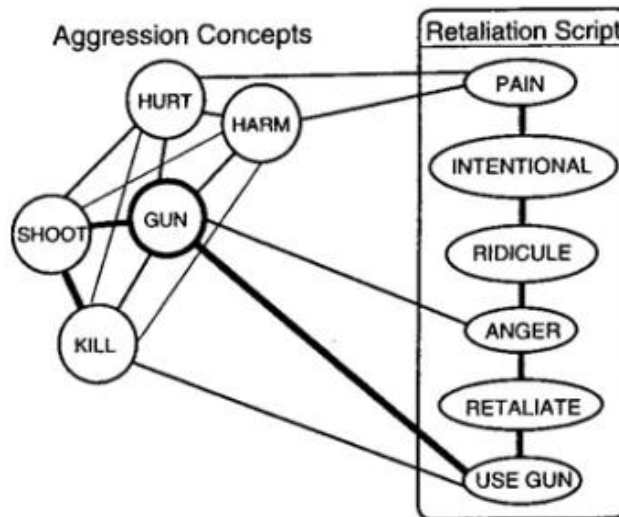 Aggression Concepts
Retaliation Script
HURT
HARM
GUN
SHOOT
KILL
PAIN
INTENTIONAL
RIDICULE
ANGER
RETALIATE
USE GUN